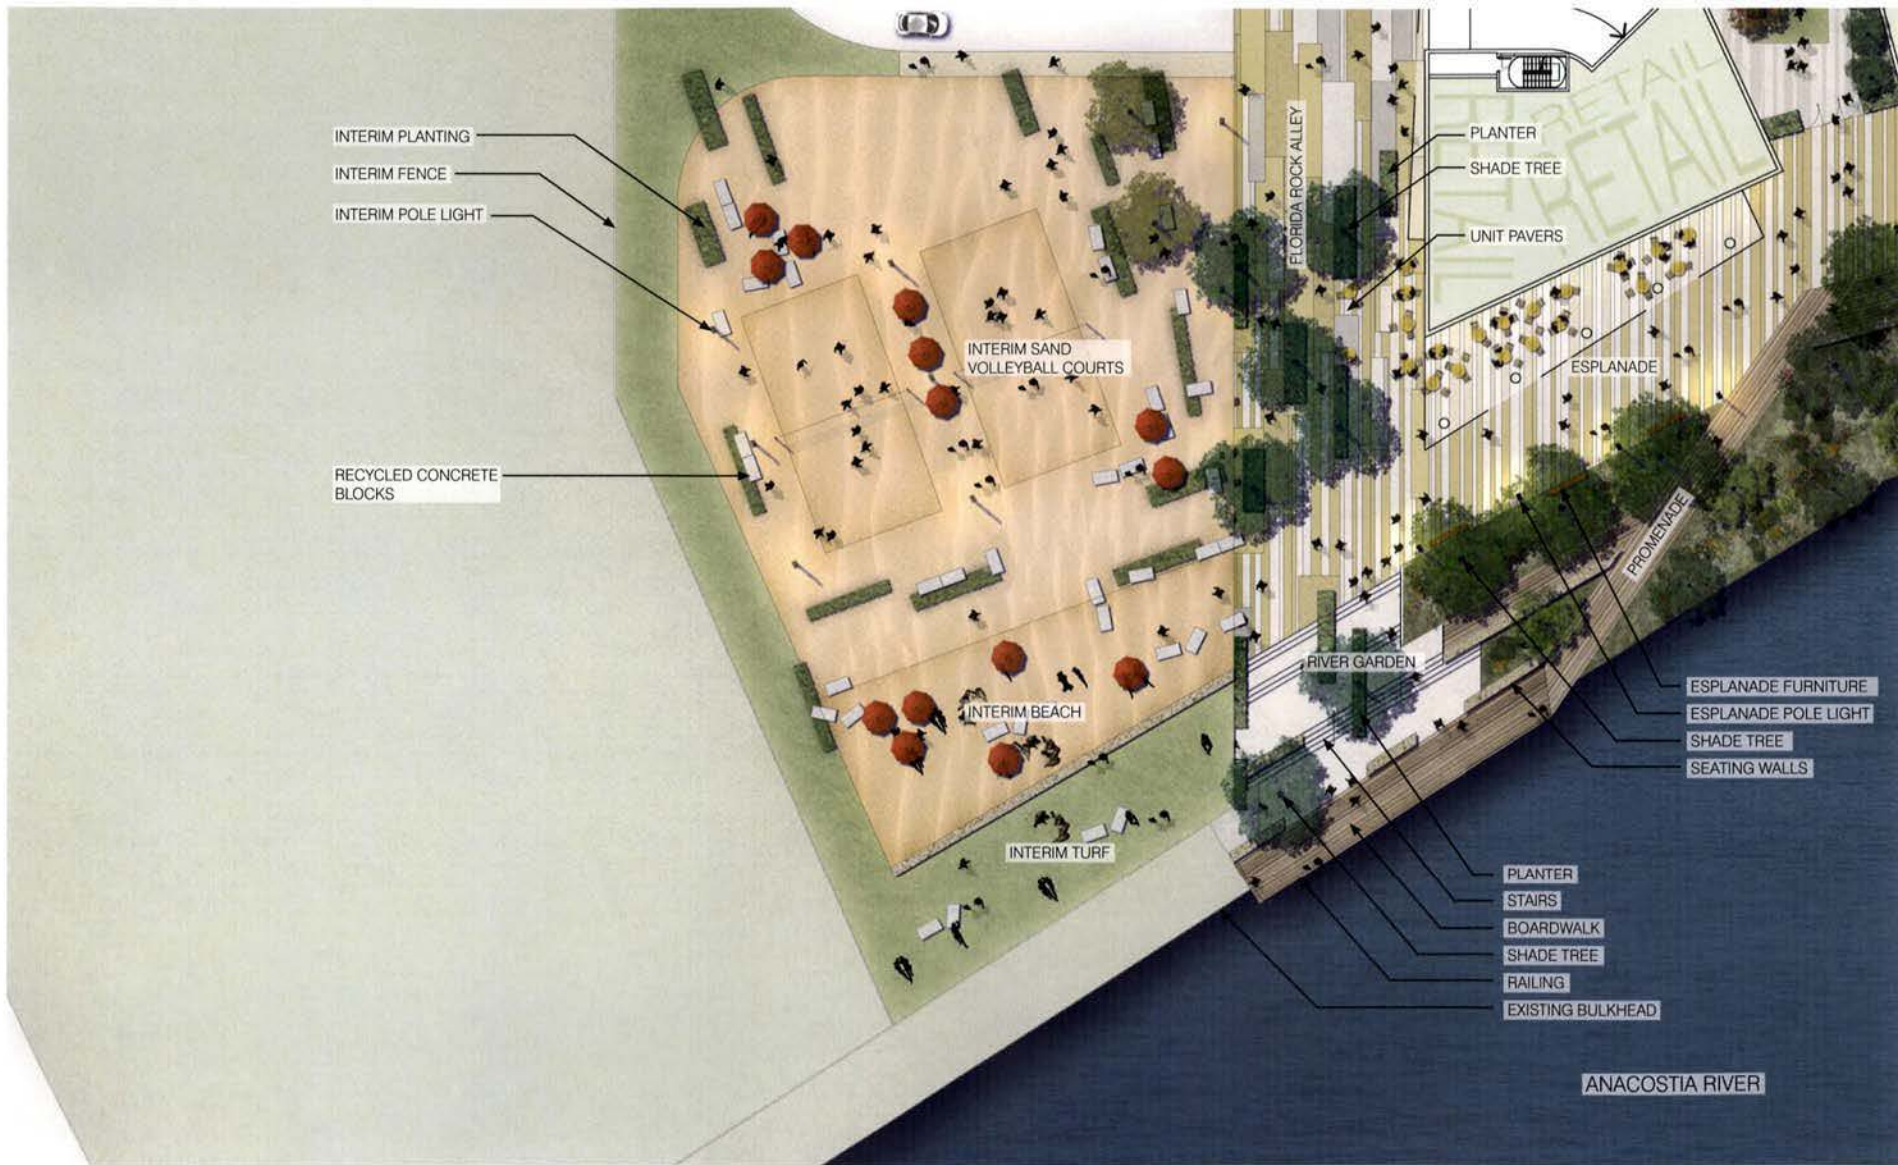 INTERIM PLANTING
INTERIM FENCE
INTERIM POLE LIGHT
RECYCLED CONCRETE
BLOCKS
INTERIM SAND
VOLLEYBALL COURTS
INTERIM BEACH
INTERIM TURF
FLORIDA ROCK ALLEY
RETAIL
RETAIL
RETAIL
PLANTER
SHADE TREE
UNIT PAVERS
ESPLANADE
PROMENADE
RIVER GARDEN
ESPLANADE FURNITURE
ESPLANADE POLE LIGHT
SHADE TREE
SEATING WALLS
PLANTER
STAIRS
BOARDWALK
SHADE TREE
RAILING
EXISTING BULKHEAD
ANACOSTIA RIVER